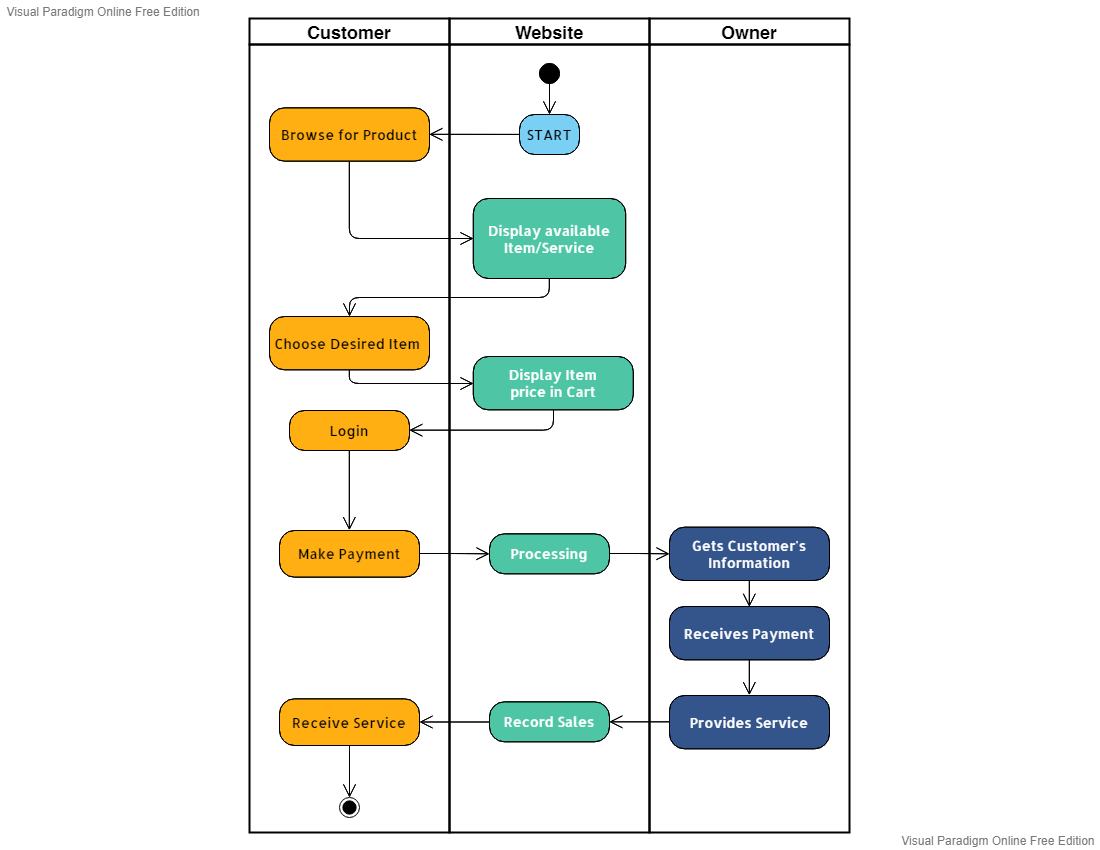 Visual Paradigm Online Free Edition
Customer
Website
Owner
START
Browse for Product
Display available
Item/Service
Choose Desired Item
Display Item
price in Cart
Login
Make Payment
Processing
Gets Customer's
Information
Receives Payment
Provides Service
Record Sales
Receive Service
Visual Paradigm Online Free Edition